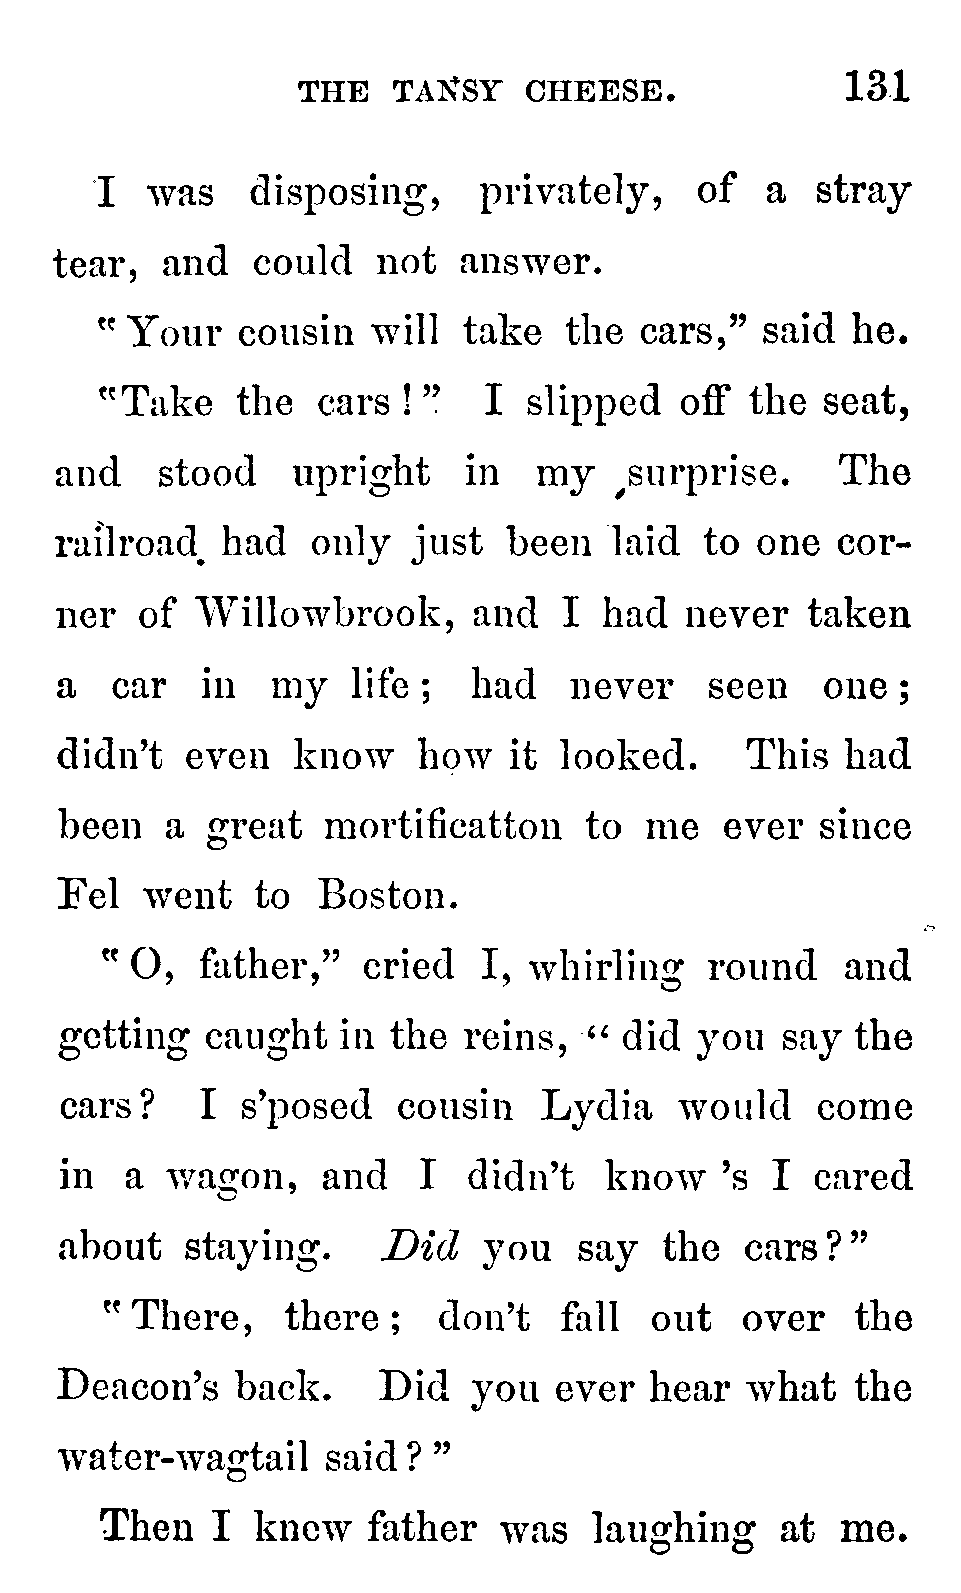 THE TANSY CHEESE. 131
I was disposing, privately, of a stray
tear, and could not answer.
"Your cousin will take the cars," said he.
"Take the cars!" I slipped off the seat,
and stood upright in my surprise. The
railroad had only just been laid to one cor-
ner of Willowbrook, and I had never taken
a car in my life; had never seen one;
didn't even know how it looked. This had
been a great mortificatton to me ever since
Fel went to Boston.
"O, father," cried I, whirling round and
getting caught in the reins, "did you say the
cars? I s'posed cousin Lydia would come
in a wagon, and I didn't know 's I cared
about staying. Did you say the cars?"
"There, there; don't fall out over the
Deacon's back. Did you ever hear what the
water-wagtail said?"
Then I knew father was laughing at me.